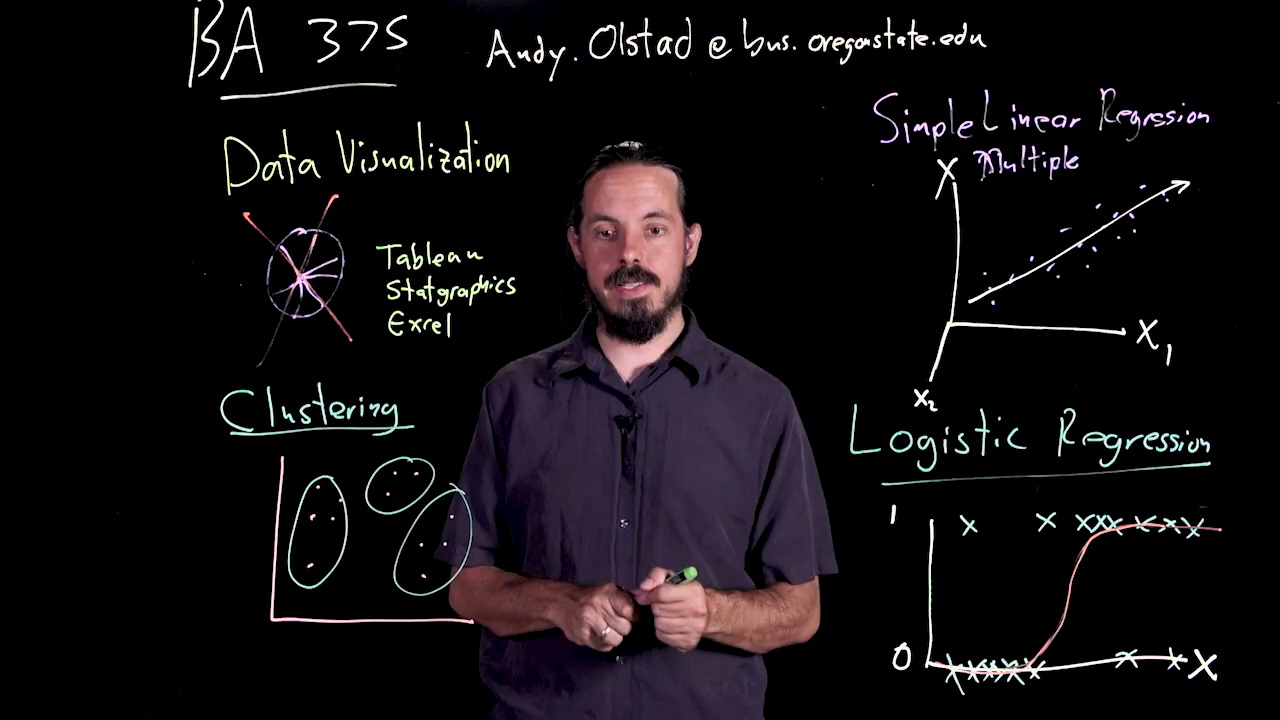 BA 375
Andy.Olstad@bus.oregonstate.edu
Data Visualization
Tableau
Statgraphics
Excel
Clustering
Simple Linear Regression
Multiple
X
X1
X2
Logistic Regression
1
0
X